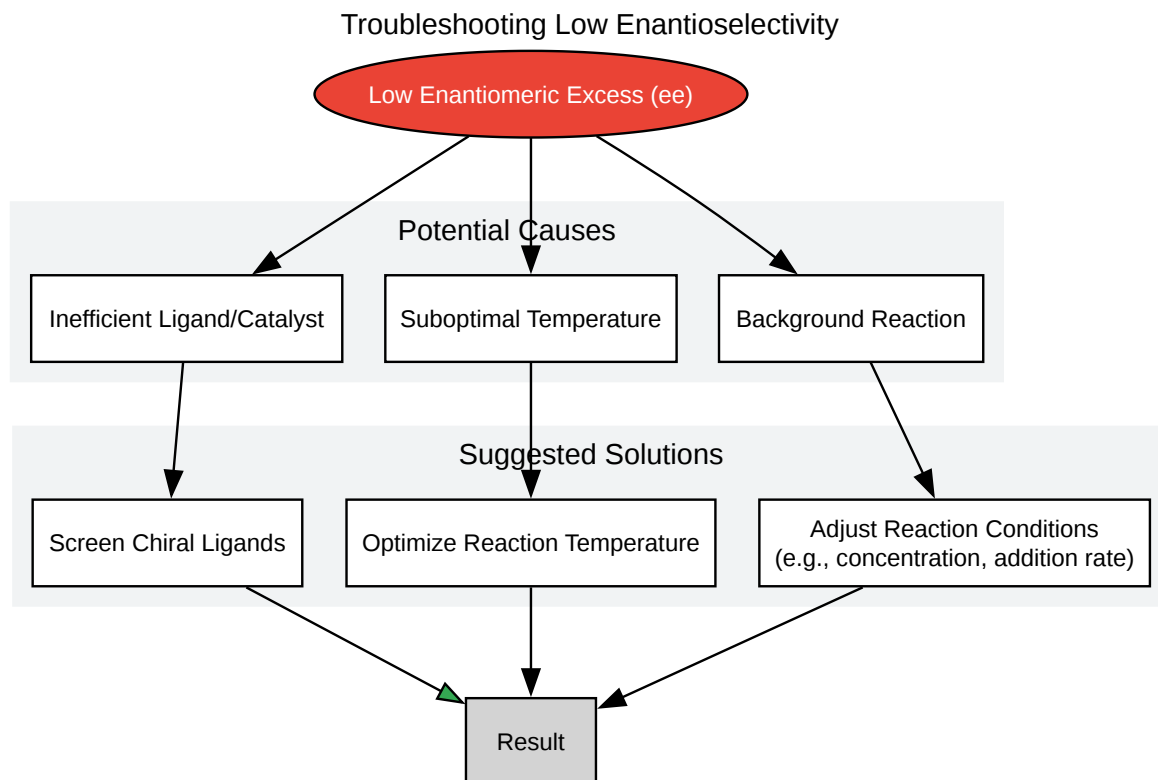 Troubleshooting Low Enantioselectivity
Low Enantiomeric Excess (ee)
Potential Causes
Inefficient Ligand/Catalyst
Suboptimal Temperature
Background Reaction
Suggested Solutions
Screen Chiral Ligands
Optimize Reaction Temperature
Adjust Reaction Conditions
(e.g., concentration, addition rate)
Result